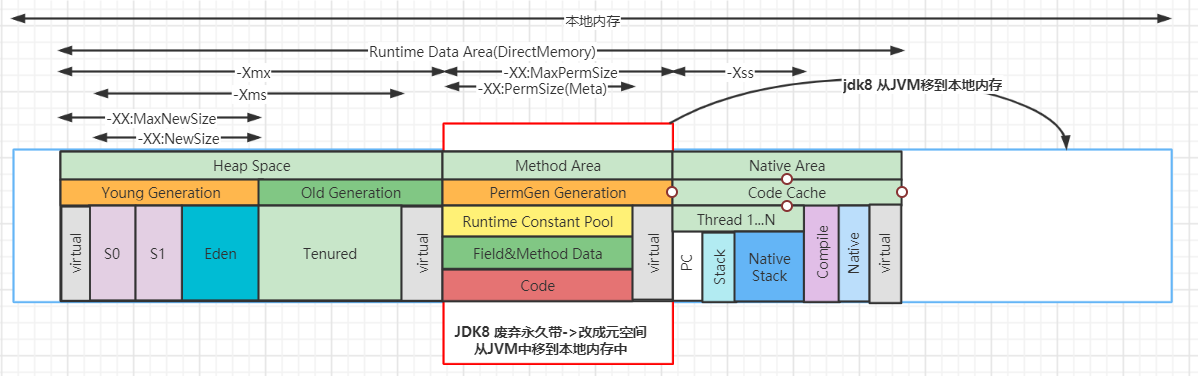 本地内存
Runtime Data Area(DirectMemory)
-Xmx
-XX:MaxPermSize
-Xss
-Xms
-XX:PermSize(Meta)
jdk8 从JVM移到本地内存
-XX:MaxNewSize
-XX:NewSize
Heap Space
Method Area
Native Area
Young Generation
Old Generation
PermGen Generation
Code Cache
virtual
S0
S1
Eden
Tenured
virtual
Runtime Constant Pool
Field&Method Data
Code
virtual
Thread 1...N
PC
Stack
Native
Stack
Compile
Native
virtual
JDK8 废弃永久带->改成元空间
从JVM中移到本地内存中